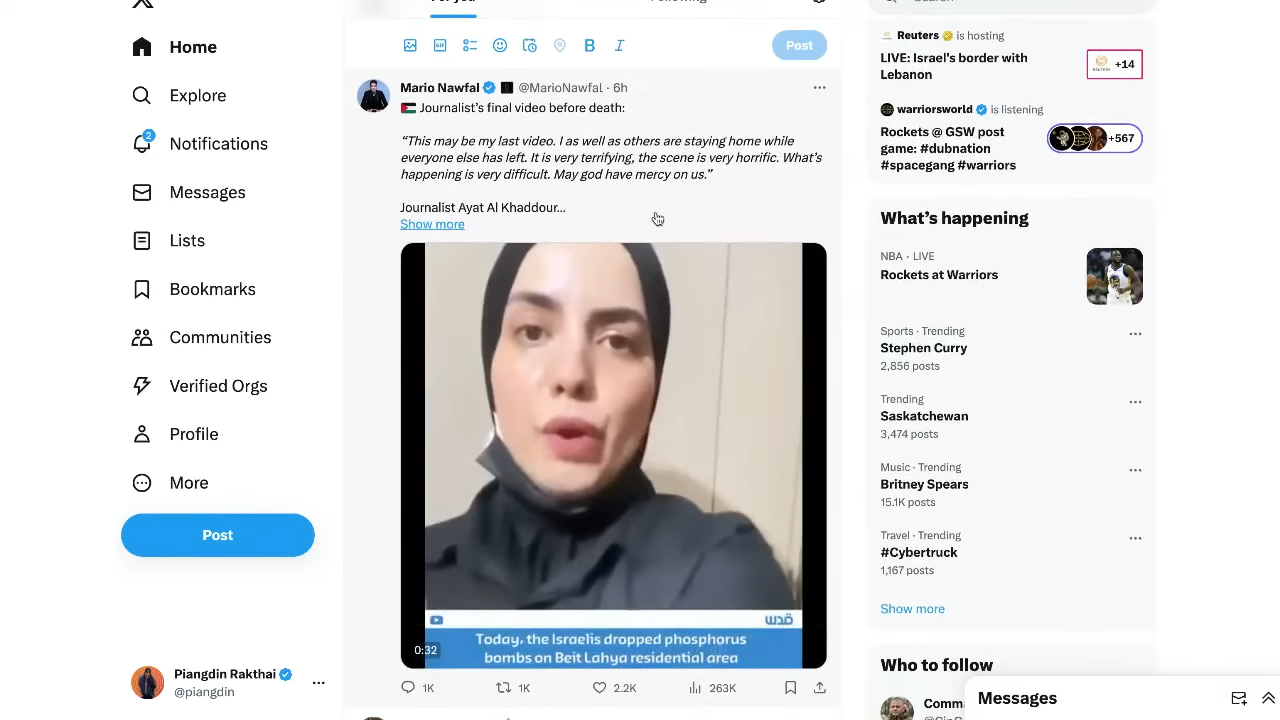 Home
Explore
2
Notifications
Messages
Lists
Bookmarks
Communities
Verified Orgs
Profile
More
Post
Piangdin Rakthai
@piangdin
Post
Mario Nawfal @MarioNawfal · 6h
Journalist’s final video before death:
“This may be my last video. I as well as others are staying home while
everyone else has left. It is very terrifying, the scene is very horrific. What’s
happening is very difficult. May god have mercy on us.”
Journalist Ayat Al Khaddour...
Show more
قدس
Today, the Israelis dropped phosphorus
bombs on Beit Lahya residential area
0:32
1K 1K 2.2K 263K
Reuters is hosting
LIVE: Israel's border with
Lebanon
+14
warriorsworld is listening
Rockets @ GSW post
game: #dubnation
#spacegang #warriors
+567
What’s happening
NBA · LIVE
Rockets at Warriors
Sports · Trending
Stephen Curry
2,856 posts
Trending
Saskatchewan
3,474 posts
Music · Trending
Britney Spears
15.1K posts
Travel · Trending
#Cybertruck
1,167 posts
Show more
Who to follow
Comm
Messages